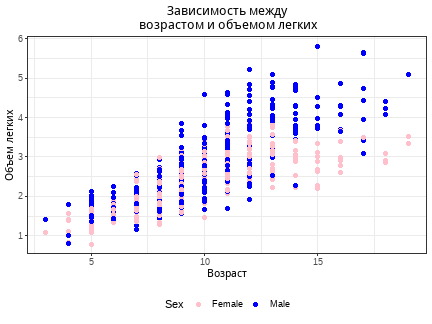 Зависимость между
возрастом и объемом легких
Объем легких
6
5
4
3
2
1
5
10
15
Возраст
Sex
Female
Male